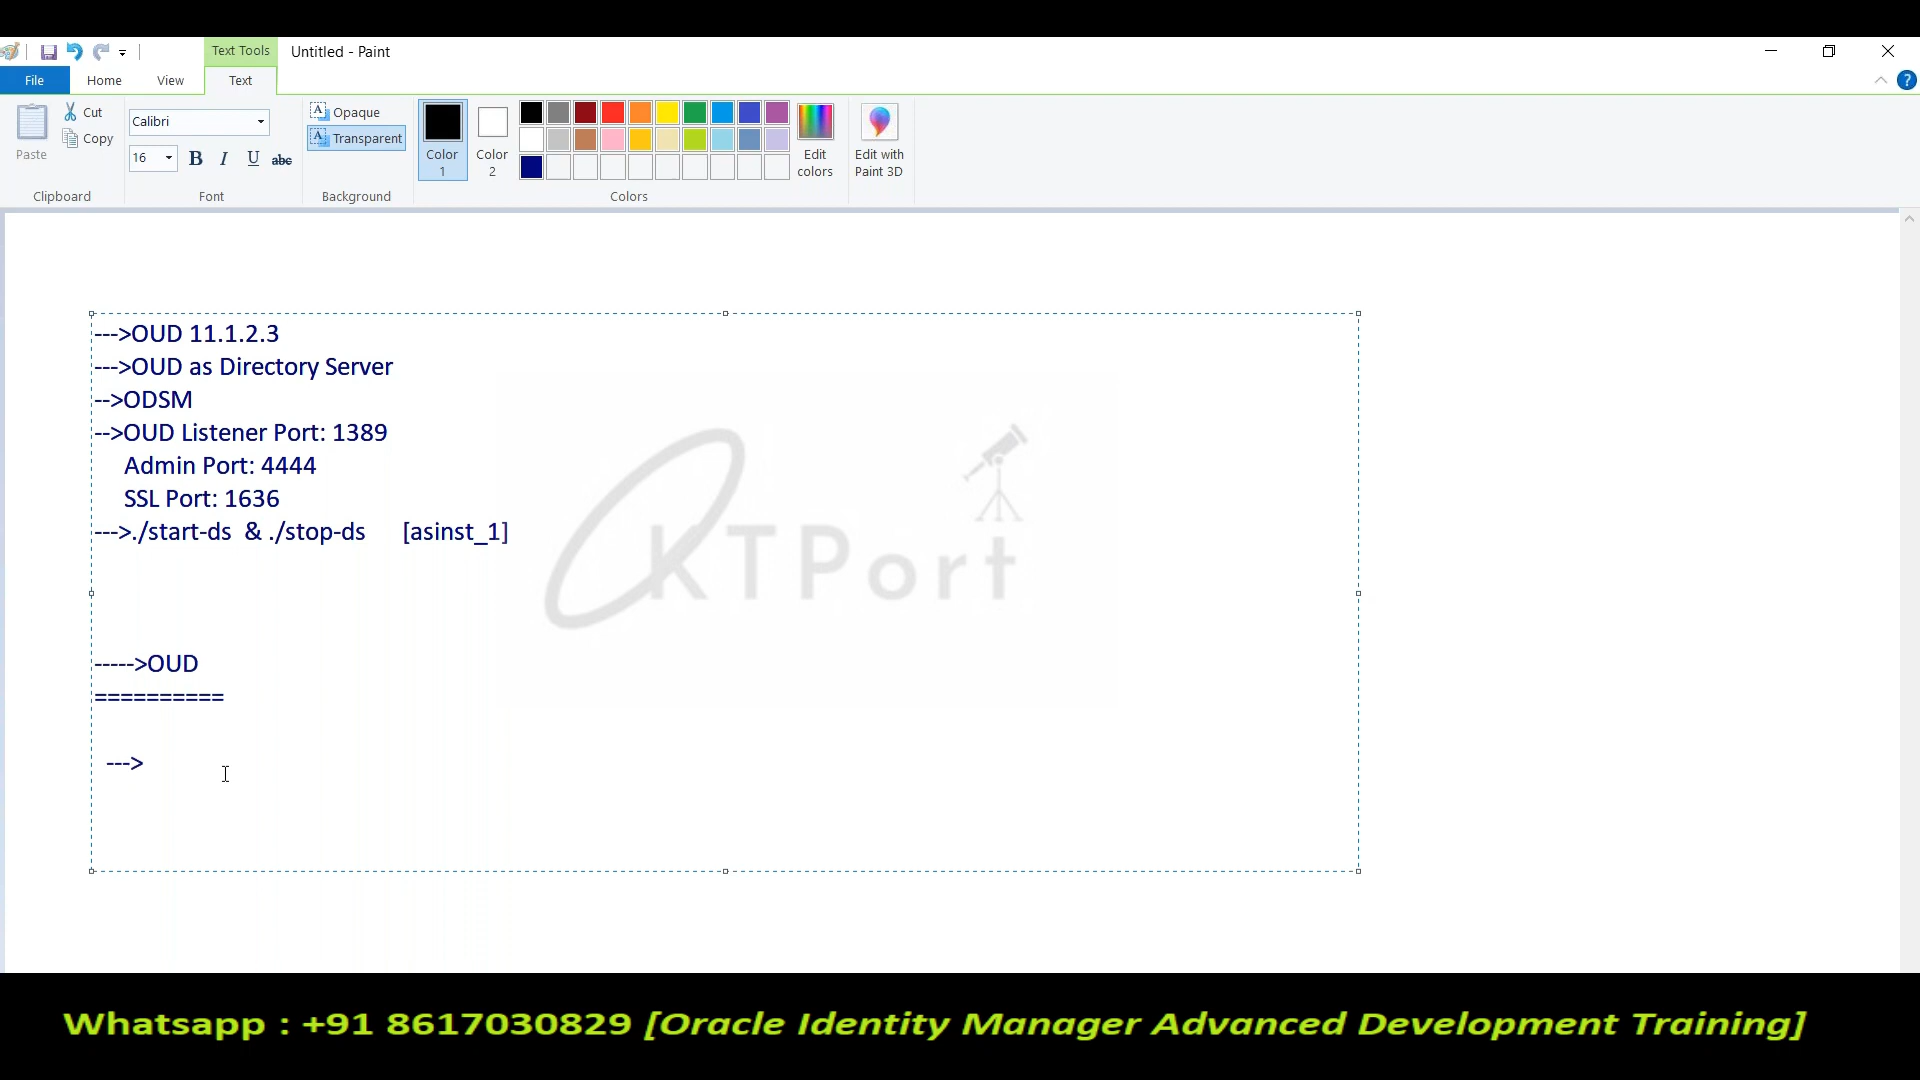 Text Tools
Untitled - Paint
File
Home
View
Text
Paste
Cut
Copy
Clipboard
Calibri
16
B I U abc
Font
Opaque
Transparent
Background
Color 1
Color 2
Edit colors
Colors
Edit with Paint 3D
?
--->OUD 11.1.2.3
--->OUD as Directory Server
-->ODSM
-->OUD Listener Port: 1389
Admin Port: 4444
SSL Port: 1636
--->./start-ds & ./stop-ds [asinst_1]
KTPort
----->OUD
==========
--->
Whatsapp : +91 8617030829 [Oracle Identity Manager Advanced Development Training]